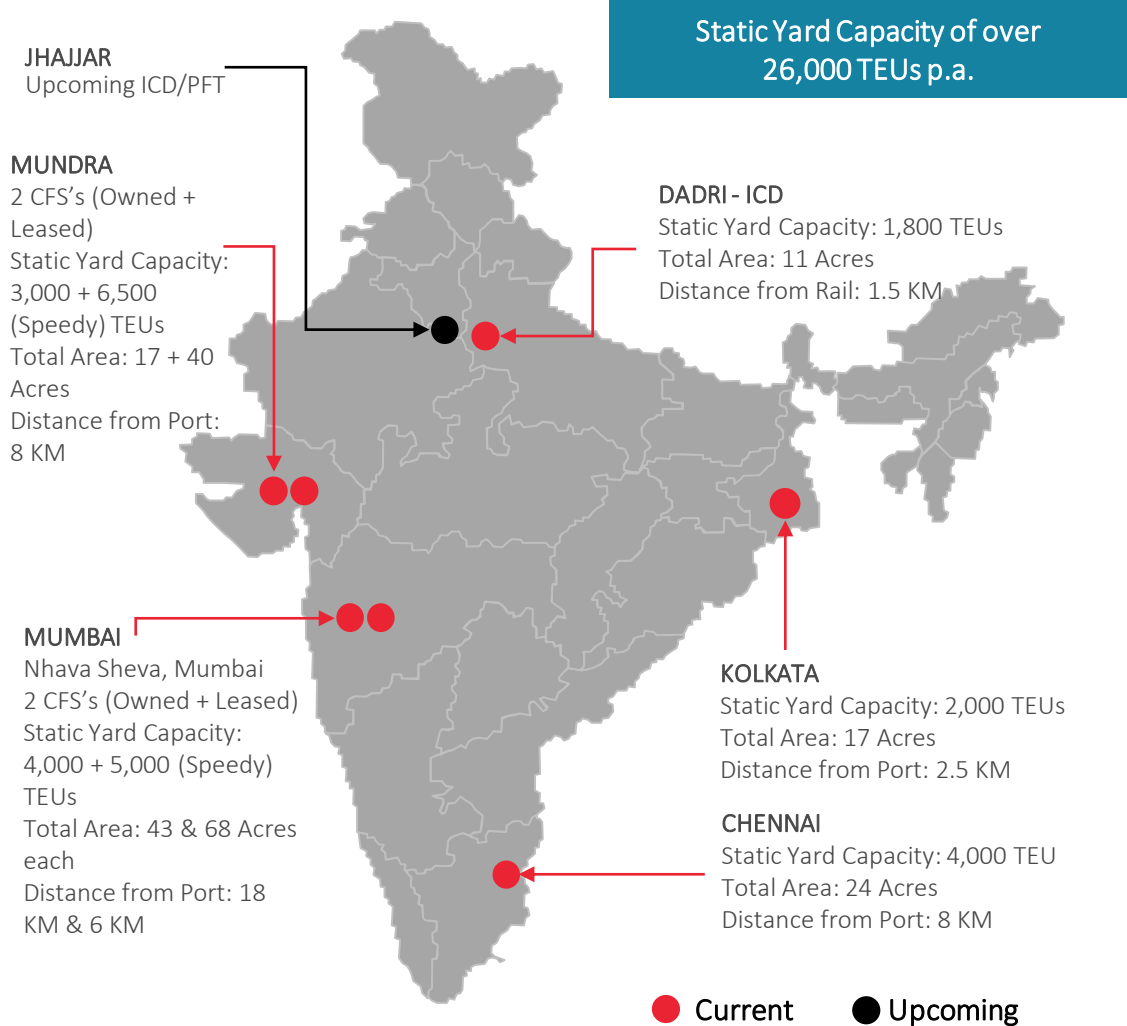 Static Yard Capacity of over
26,000 TEUs p.a.
JHAJJAR
Upcoming ICD/PFT
MUNDRA
2 CFS's (Owned +
Leased)
Static Yard Capacity:
3,000 + 6,500
(Speedy) TEUs
Total Area: 17 + 40
Acres
Distance from Port:
8 KM
DADRI - ICD
Static Yard Capacity: 1,800 TEUs
Total Area: 11 Acres
Distance from Rail: 1.5 KM
MUMBAI
Nhava Sheva, Mumbai
2 CFS's (Owned + Leased)
Static Yard Capacity:
4,000 + 5,000 (Speedy)
TEUs
Total Area: 43 & 68 Acres
each
Distance from Port: 18
KM & 6 KM
KOLKATA
Static Yard Capacity: 2,000 TEUs
Total Area: 17 Acres
Distance from Port: 2.5 KM
CHENNAI
Static Yard Capacity: 4,000 TEU
Total Area: 24 Acres
Distance from Port: 8 KM
Current
Upcoming